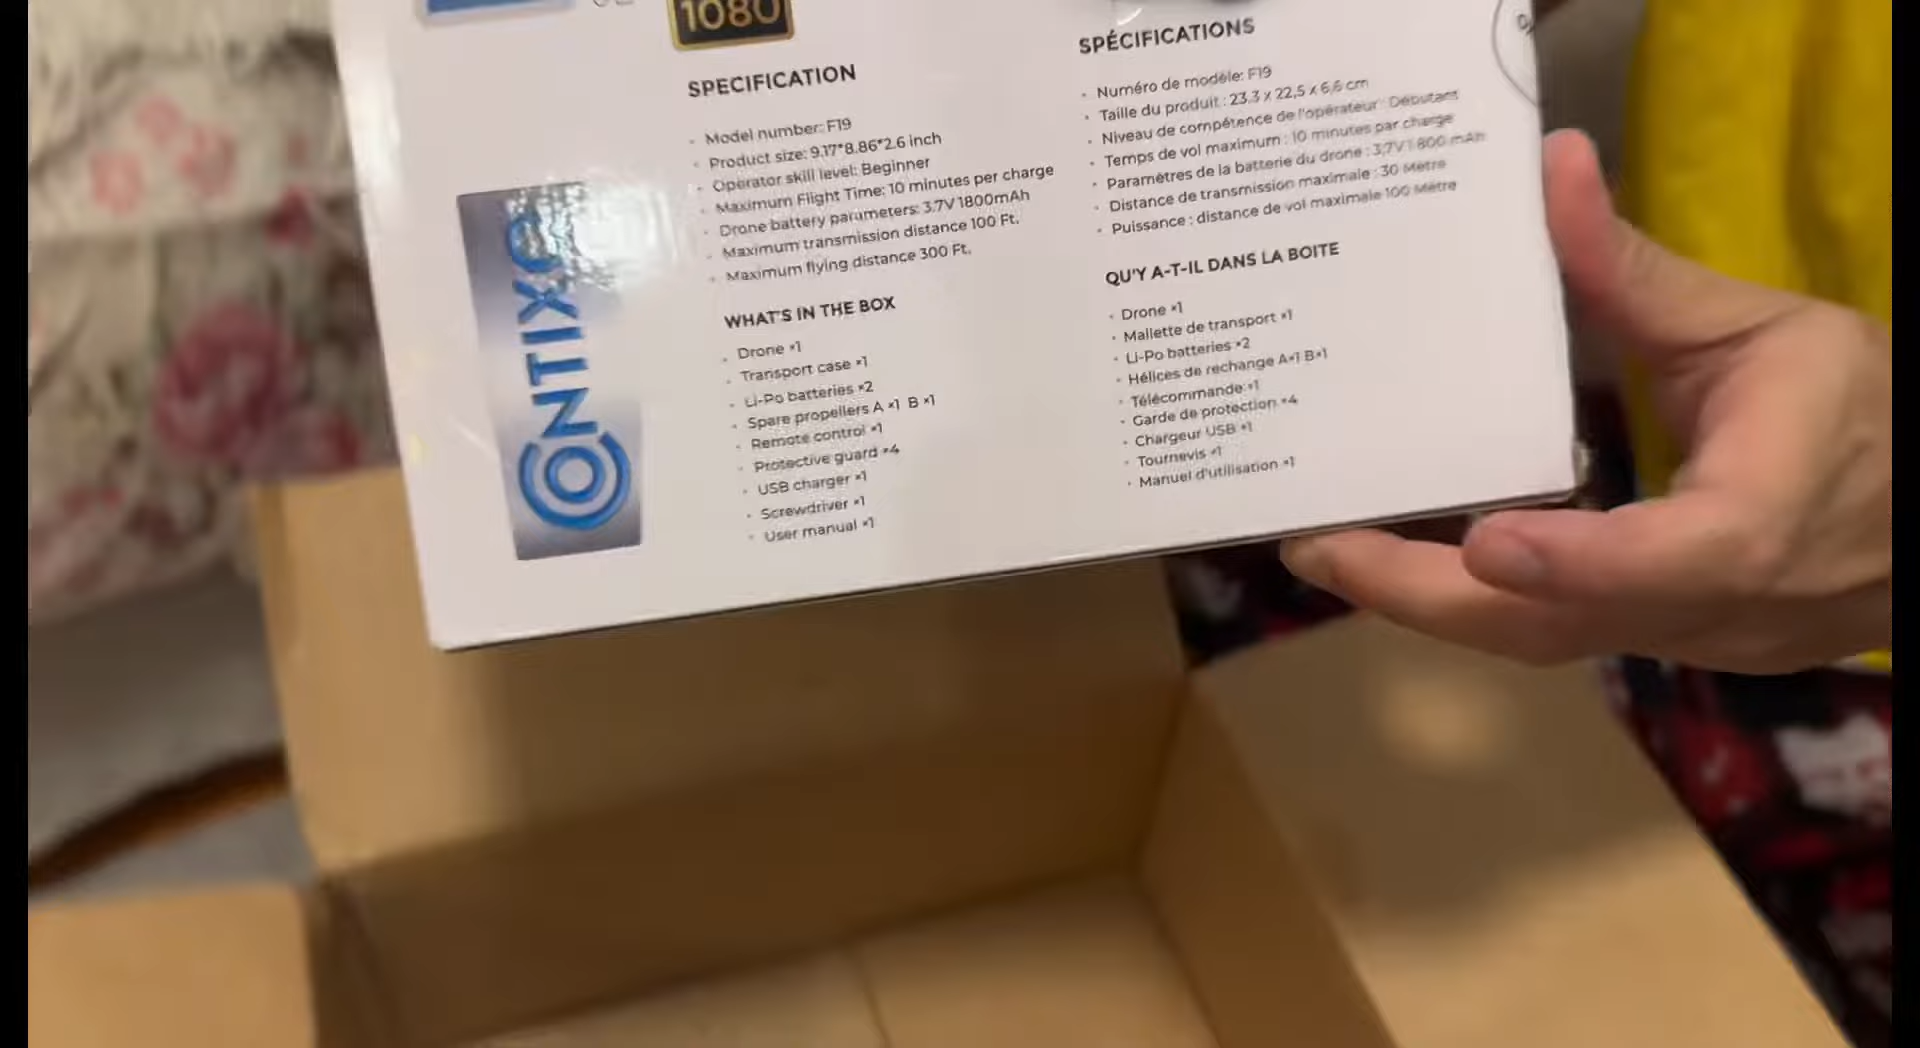 1080
SPECIFICATION
• Model number: F19
• Product size: 9.17*8.86*2.6 inch
• Operator skill level: Beginner
• Maximum Flight Time: 10 minutes per charge
• Drone battery parameters: 3.7V 1800mAh
• Maximum transmission distance 100 Ft.
• Maximum flying distance 300 Ft.
WHAT'S IN THE BOX
• Drone ×1
• Transport case ×1
• Li-Po batteries ×2
• Spare propellers A ×1 B ×1
• Remote control ×1
• Protective guard ×4
• USB charger ×1
• Screwdriver ×1
• User manual ×1
SPÉCIFICATIONS
• Numéro de modèle: F19
• Taille du produit : 23,3 x 22,5 x 6,6 cm
• Niveau de compétence de l'opérateur : Débutant
• Temps de vol maximum : 10 minutes par charge
• Paramètres de la batterie du drone : 3,7V 1 800 mAh
• Distance de transmission maximale : 30 Mètre
• Puissance : distance de vol maximale 100 Mètre
QU'Y A-T-IL DANS LA BOITE
• Drone ×1
• Mallette de transport ×1
• Li-Po batteries ×2
• Hélices de rechange A×1 B×1
• Télécommande ×1
• Garde de protection ×4
• Chargeur USB ×1
• Tournevis ×1
• Manuel d'utilisation ×1
CONTIXO